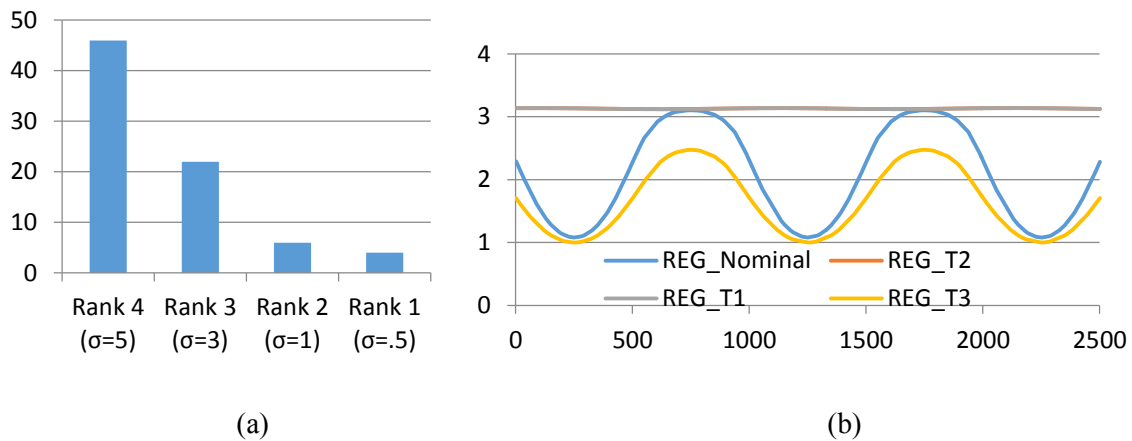 50
40
30
20
10
0
Rank 4 Rank 3 Rank 2 Rank 1
(σ=5) (σ=3) (σ=1) (σ=.5)
(a)
4
3
2
1
0
REG_Nominal REG_T2
REG_T1 REG_T3
0 500 1000 1500 2000 2500
(b)